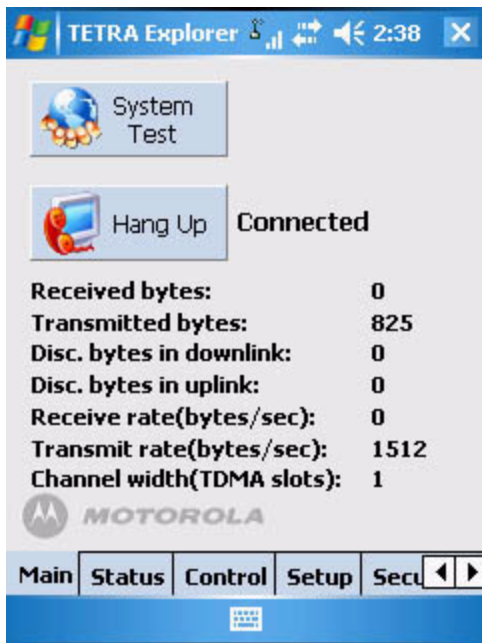 TETRA Explorer 2:38
System
Test
Hang Up Connected
Received bytes: 0
Transmitted bytes: 825
Disc. bytes in downlink: 0
Disc. bytes in uplink: 0
Receive rate(bytes/sec): 0
Transmit rate(bytes/sec): 1512
Channel width(TDMA slots): 1
MOTOROLA
Main Status Control Setup Secu